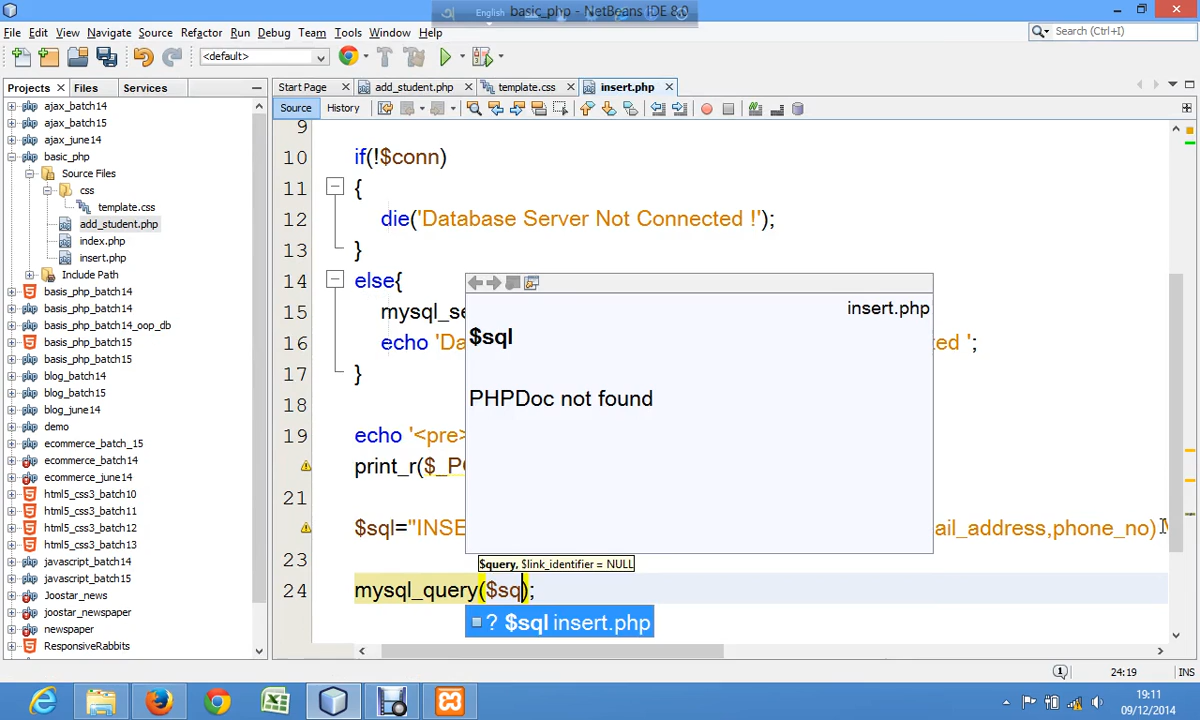 English
basic_php - NetBeans IDE 8.0
File Edit View Navigate Source Refactor Run Debug Team Tools Window Help
Search (Ctrl+I)
<default>
Projects Files Services
Start Page add_student.php template.css insert.php
Source History
ajax_batch14
ajax_batch15
ajax_june14
basic_php
Source Files
css
template.css
add_student.php
index.php
insert.php
Include Path
basis_php_batch14
basis_php_batch14
basis_php_batch14_oop_db
basis_php_batch15
basis_php_batch15
blog_batch14
blog_batch15
blog_june14
demo
ecommerce_batch_15
ecommerce_batch14
ecommerce_june14
html5_css3_batch10
html5_css3_batch11
html5_css3_batch12
html5_css3_batch13
javascript_batch14
javascript_batch15
Joostar_news
joostar_newspaper
newspaper
ResponsiveRabbits
9
10 if(!$conn)
11 {
12 die('Database Server Not Connected !');
13 }
14 else{
15 mysql_se
16 echo 'Da ed ';
17 }
18
19 echo '<pre>
print_r($_PO
21
$sql="INSE ail_address,phone_no)
23
24 mysql_query($sq);
insert.php
$sql
PHPDoc not found
$query, $link_identifier = NULL
? $sql insert.php
24:19 INS
19:11
09/12/2014